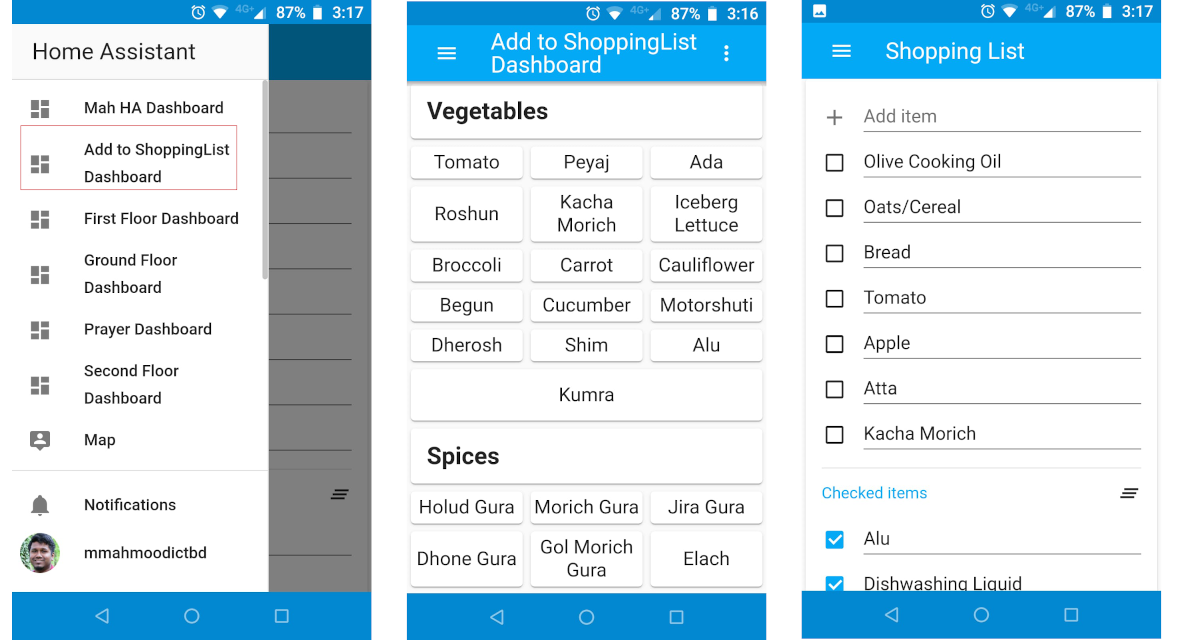 4G+ 87% 3:17
Home Assistant
Mah HA Dashboard
Add to ShoppingList
Dashboard
First Floor Dashboard
Ground Floor
Dashboard
Prayer Dashboard
Second Floor
Dashboard
Map
Notifications
mmahmoodictbd
4G+ 87% 3:16
Add to ShoppingList
Dashboard
Vegetables
Tomato Peyaj Ada
Roshun Kacha Morich Iceberg Lettuce
Broccoli Carrot Cauliflower
Begun Cucumber Motorshuti
Dherosh Shim Alu
Kumra
Spices
Holud Gura Morich Gura Jira Gura
Dhone Gura Gol Morich Gura Elach
4G+ 87% 3:17
Shopping List
Add item
Olive Cooking Oil
Oats/Cereal
Bread
Tomato
Apple
Atta
Kacha Morich
Checked items
Alu
Dishwashing Liquid